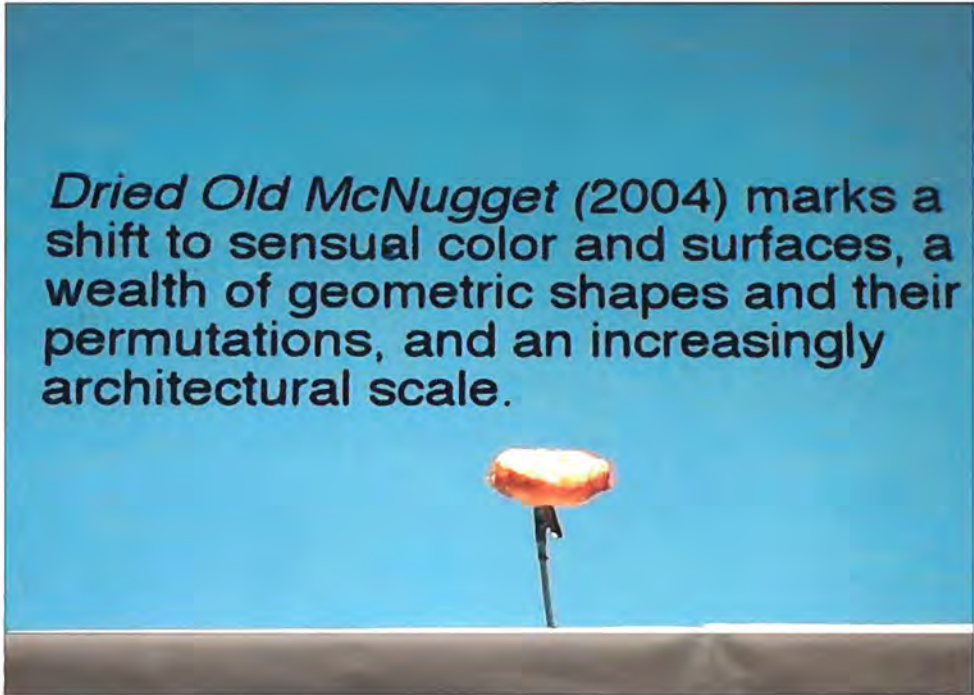 Dried Old McNugget (2004) marks a
shift to sensual color and surfaces, a
wealth of geometric shapes and their
permutations, and an increasingly
architectural scale.